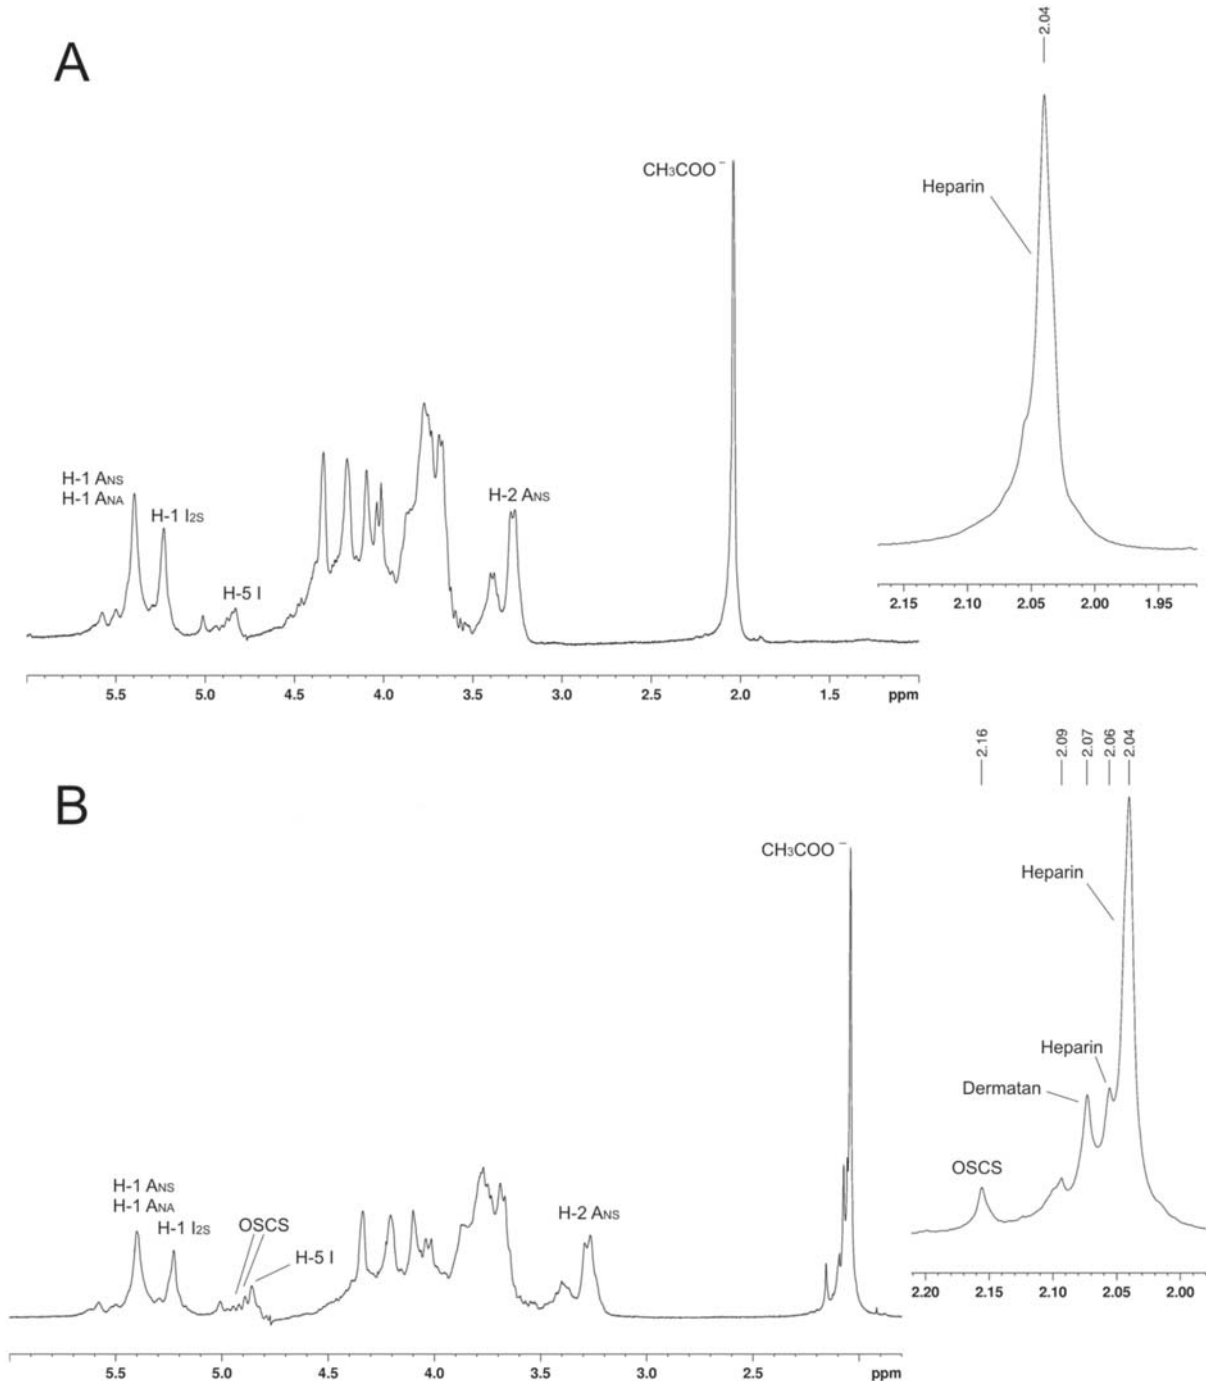 A
2.04
CH3COO⁻
Heparin
H-1 ANS
H-1 ANA
H-1 I2S
H-5 I
H-2 ANS
2.15 2.10 2.05 2.00 1.95
5.5 5.0 4.5 4.0 3.5 3.0 2.5 2.0 1.5 ppm
B
2.16 2.09 2.07 2.06 2.04
CH3COO⁻
Heparin
Heparin
Dermatan
OSCS
H-1 ANS
H-1 ANA
H-1 I2S
OSCS
H-5 I
H-2 ANS
2.20 2.15 2.10 2.05 2.00
5.5 5.0 4.5 4.0 3.5 3.0 2.5 ppm